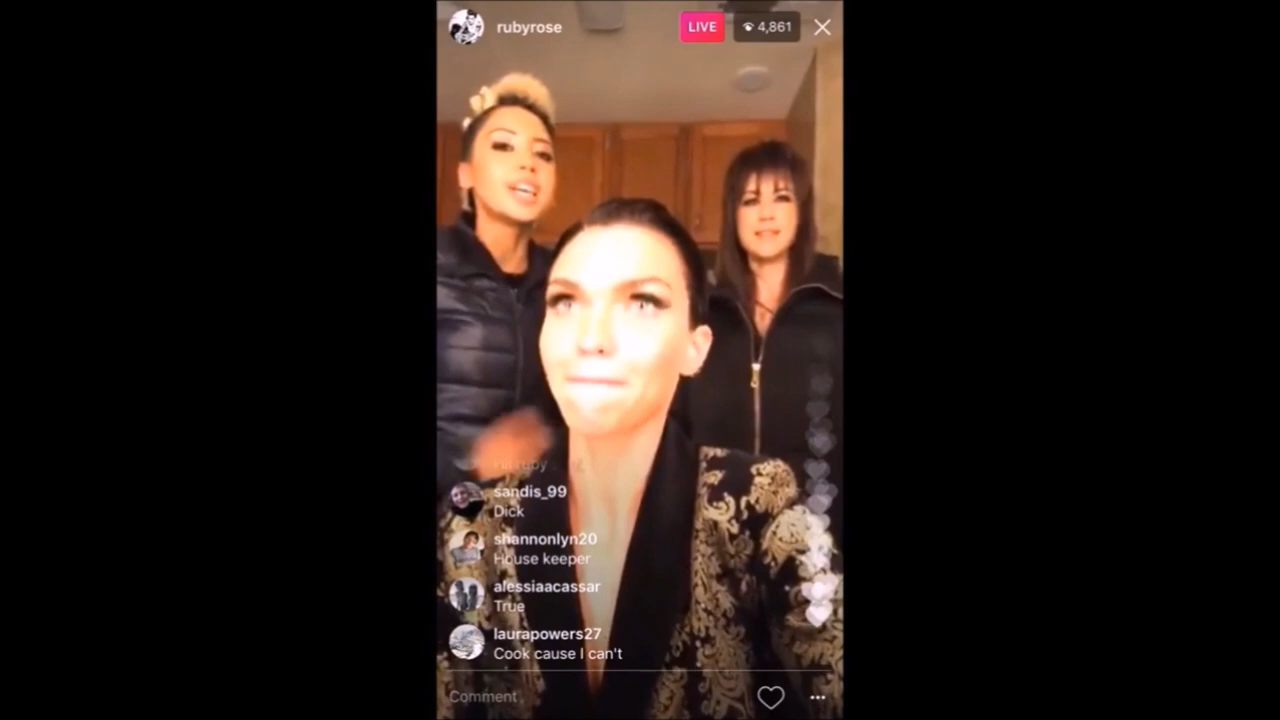 rubyrose
LIVE
4,861
sandis_99
Dick
shannonlyn20
House keeper
alessiaacassar
True
laurapowers27
Cook cause I can't
Comment